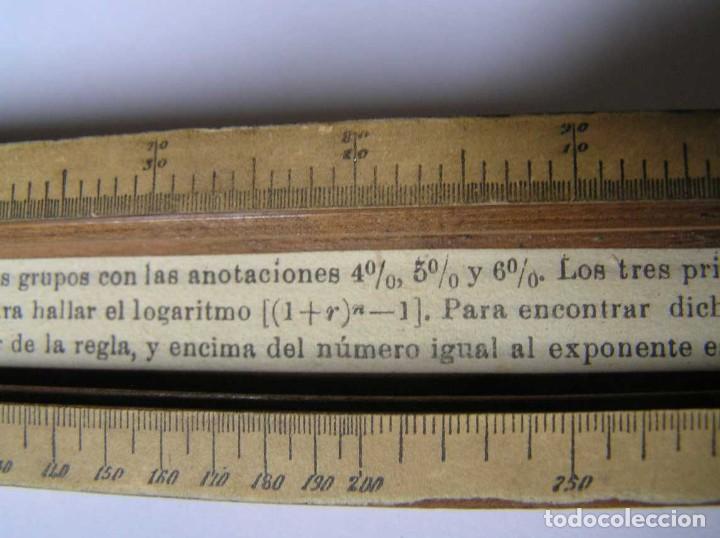 70 80 90
30 20 10
s grupos con las anotaciones 4%, 5% y 6%. Los tres pri
ra hallar el logaritmo [(1+r)ⁿ—1]. Para encontrar dich
r de la regla, y encima del número igual al exponente e
140 150 160 170 180 190 200 250
todocoleccion